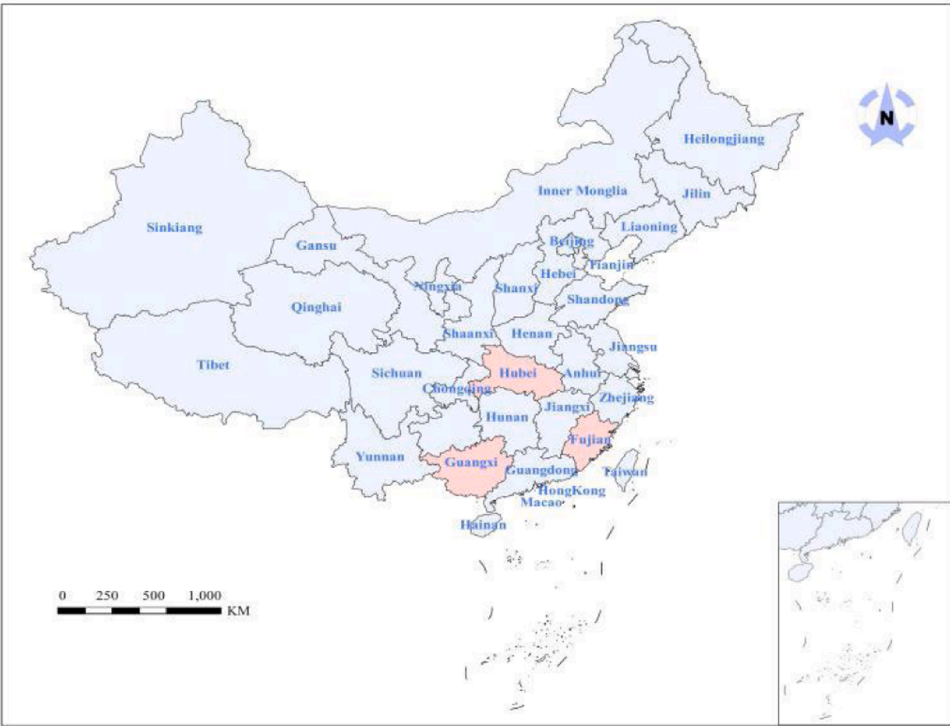 N
Heilongjiang
Inner Monglia
Jilin
Sinkiang
Liaoning
Gansu
Beijing
Tianjin
Hebei
Ningxia
Shanxi
Shandong
Qinghai
Shaanxi
Henan
Jiangsu
Tibet
Sichuan
Hubei
Anhui
Chongqing
Zhejiang
Jiangxi
Hunan
Fujian
Yunnan
Guangxi
Guangdong
Taiwan
HongKong
Macao
Hainan
0 250 500 1,000
KM